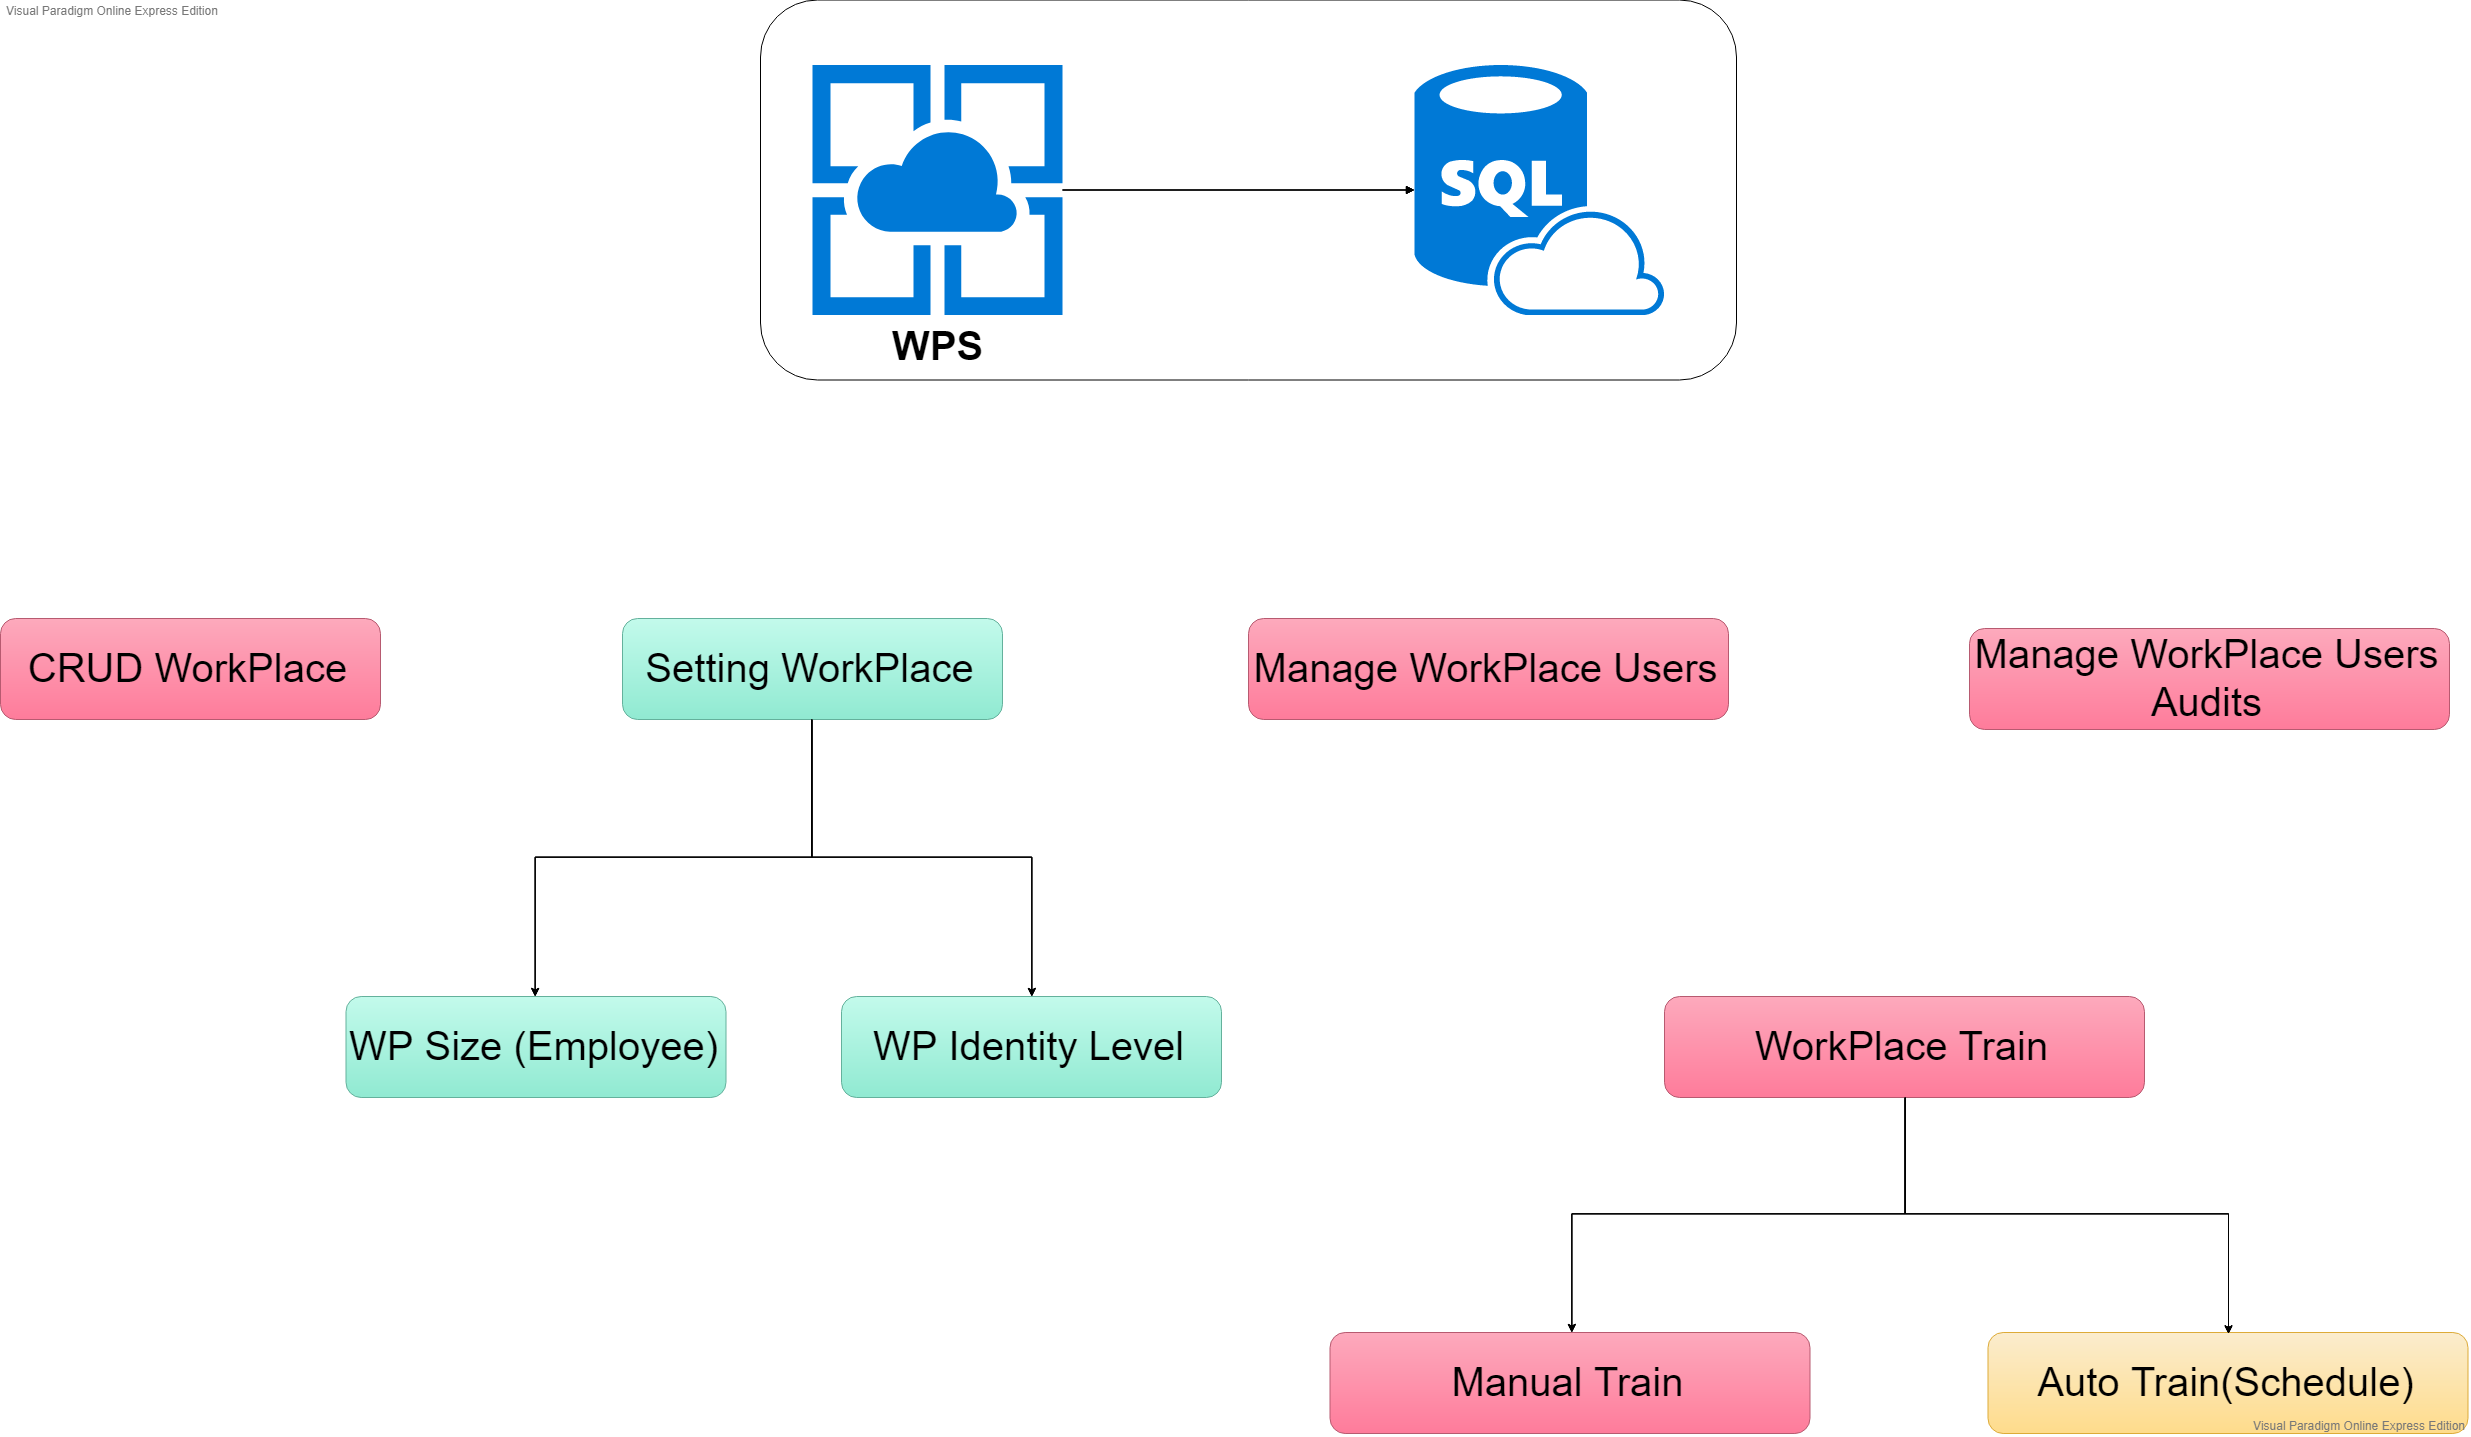 Visual Paradigm Online Express Edition
SQL
WPS
CRUD WorkPlace
Setting WorkPlace
Manage WorkPlace Users
Manage WorkPlace Users
Audits
WP Size (Employee)
WP Identity Level
WorkPlace Train
Manual Train
Auto Train(Schedule)
Visual Paradigm Online Express Edition